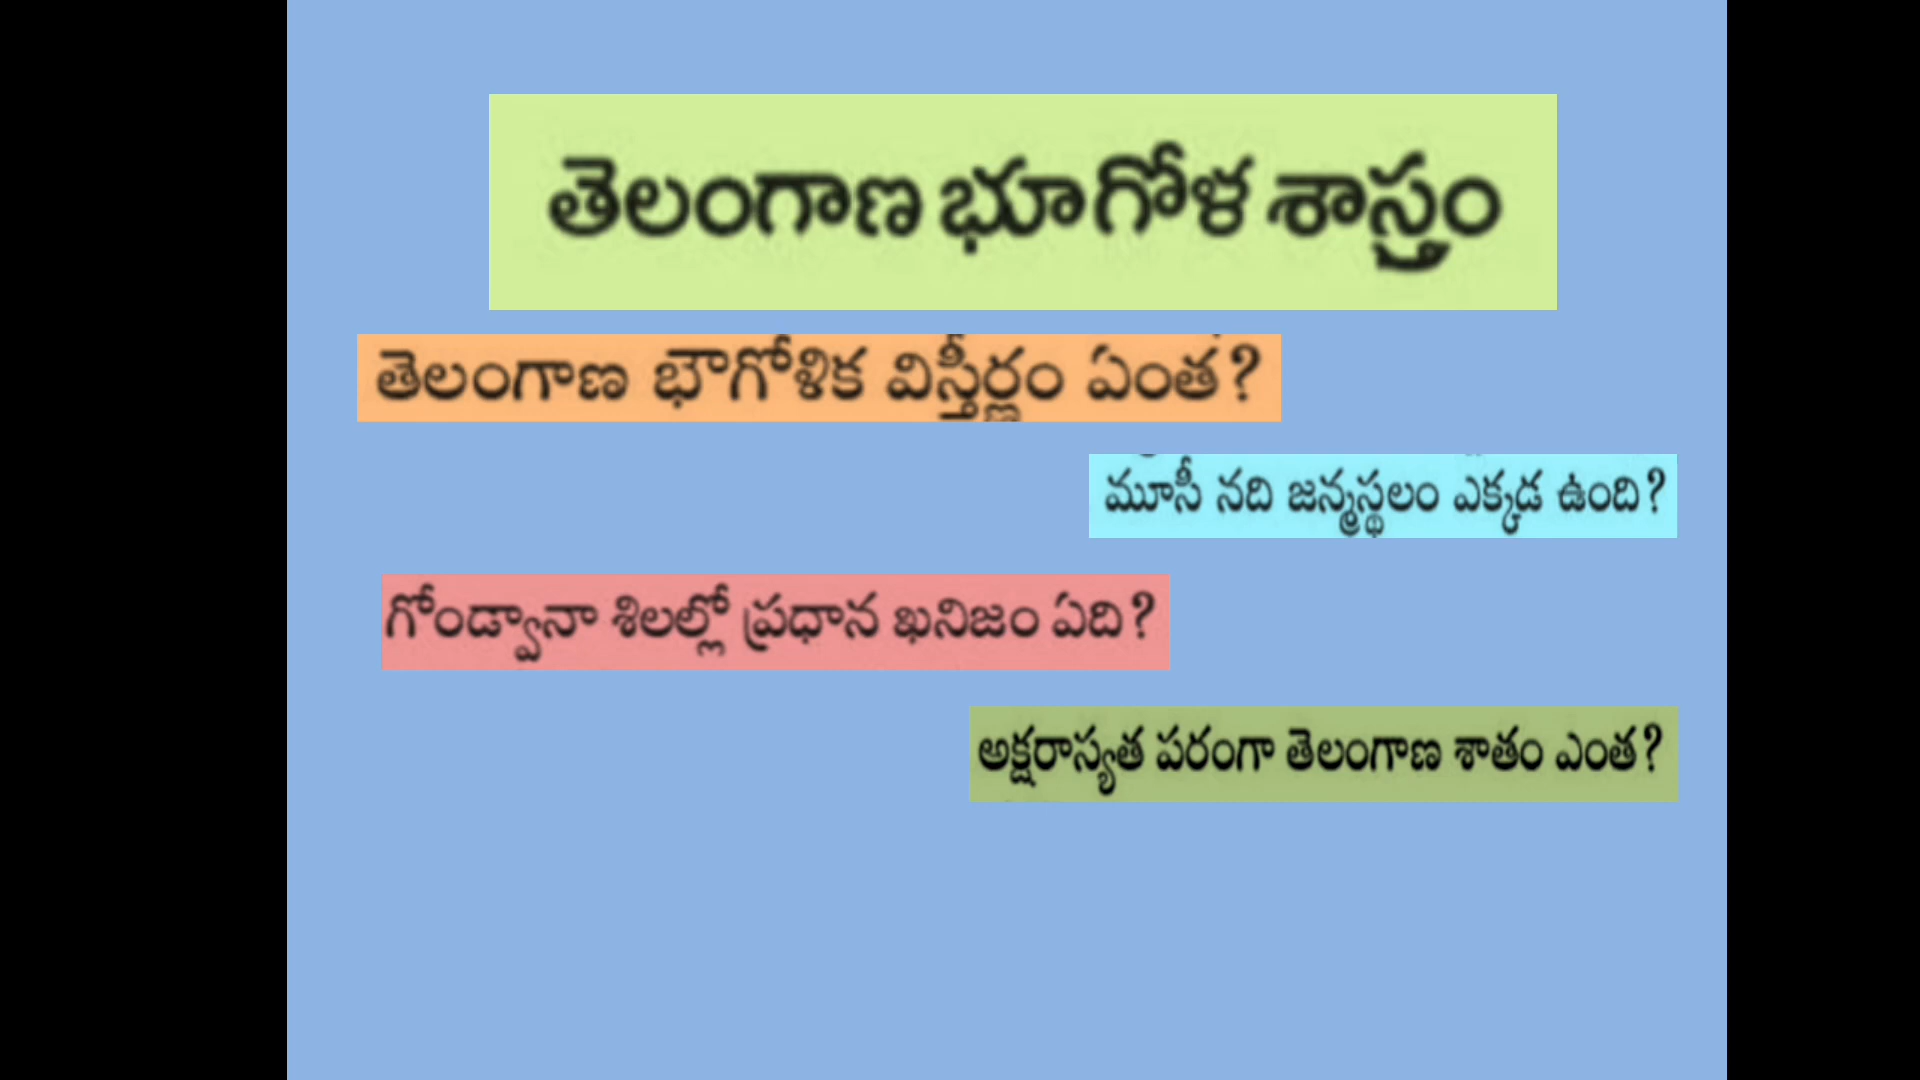 తెలంగాణ భూగోళ శాస్త్రం
తెలంగాణ భౌగోళిక విస్తీర్ణం ఏంత?
మూసీ నది జన్మస్థలం ఎక్కడ ఉంది?
గోండ్వానా శిలల్లో ప్రధాన ఖనిజం ఏది?
అక్షరాస్యత పరంగా తెలంగాణ శాతం ఎంత?